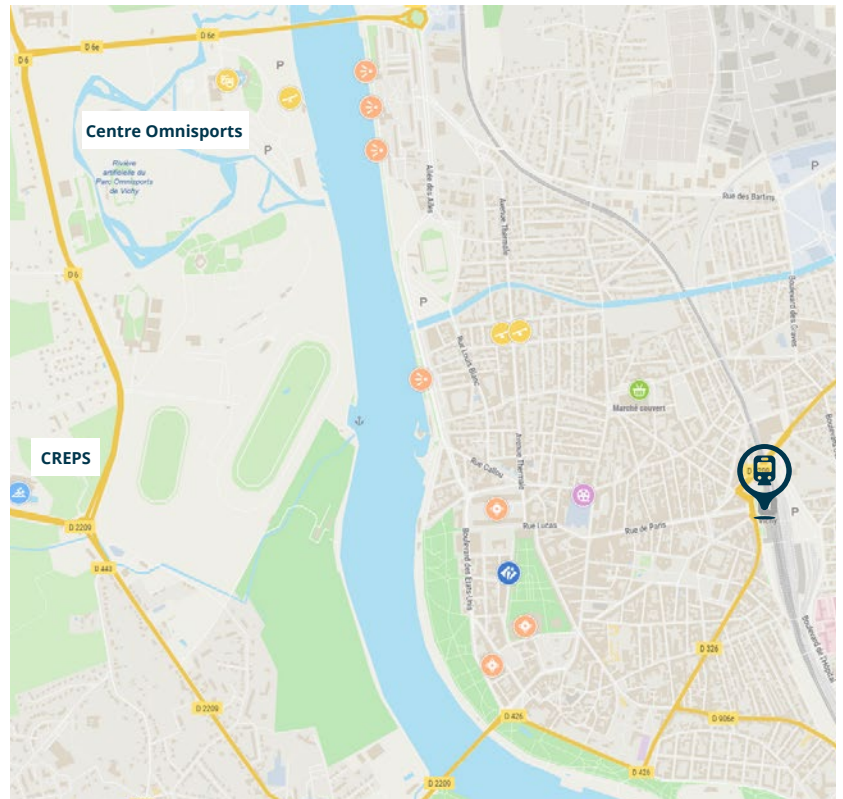 D 6e
D 6e
D 6
P
Centre Omnisports
P
Rivière
artificielle du
Parc Omnisports
de Vichy
Allée des Ailes
Avenue Thermale
P
Rue des Bartins
D 6
P
Boulevard des Graves
Rue Louis Blanc
Marché couvert
CREPS
Avenue Thermale
Rue Callou
D 2209
Rue Lucas
Rue de Paris
P
Vichy
D 443
Boulevard des États-Unis
D 326
Boulevard de l'Hôpital
D 2209
D 426
D 906e
D 426
D 2209